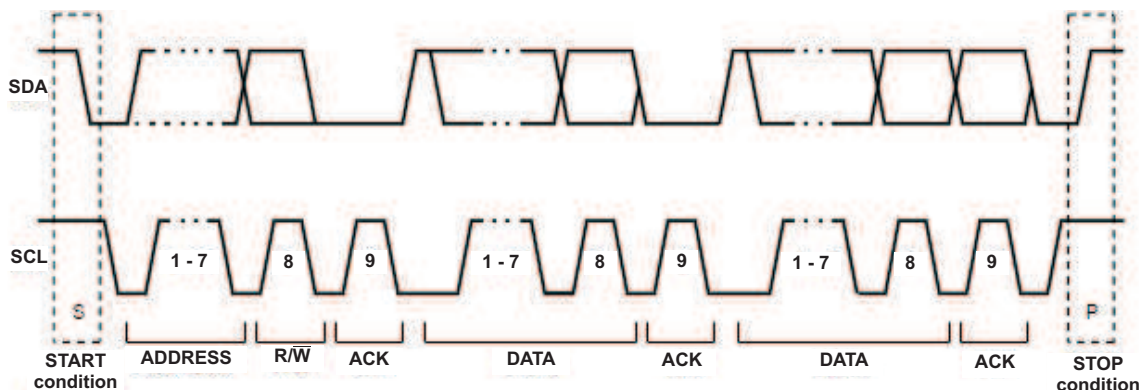 SDA
SCL
1 - 7 8 9 1 - 7 8 9 1 - 7 8 9
S P
START condition ADDRESS R/W̅ ACK DATA ACK DATA ACK STOP condition